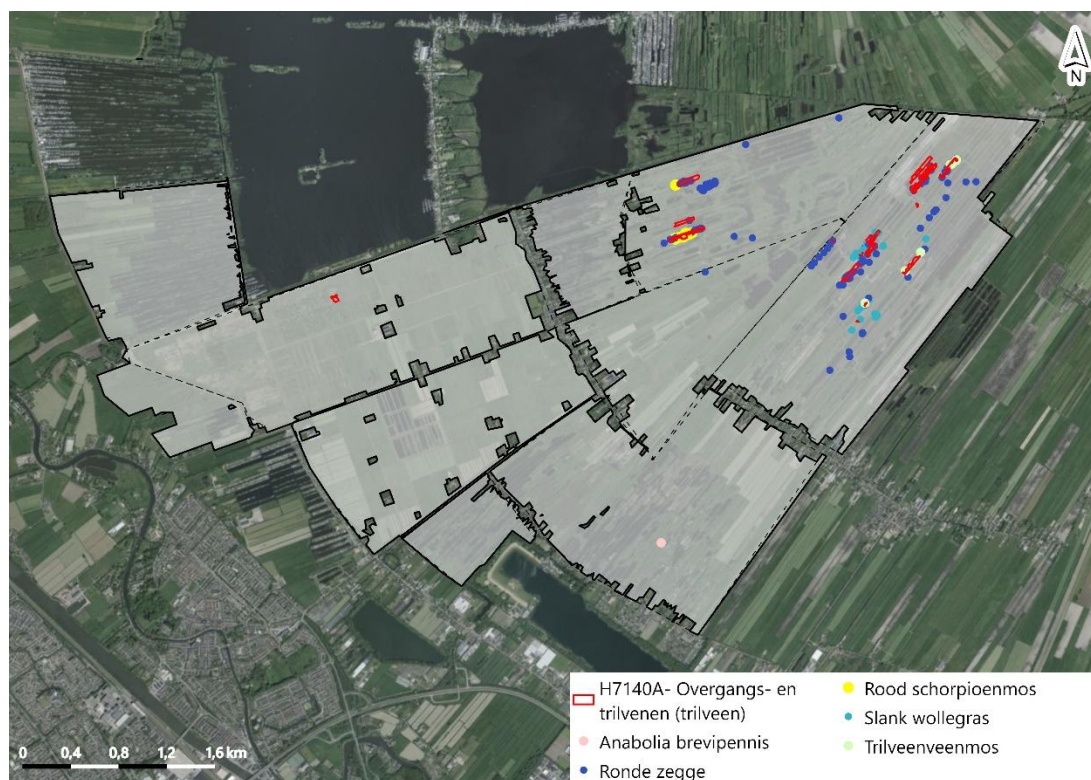 N
H7140A- Overgangs- en
trilvenen (trilveen)
Anabolia brevipennis
Ronde zegge
Rood schorpioenmos
Slank wollegras
Trilveenveenmos
0 0,4 0,8 1,2 1,6 km